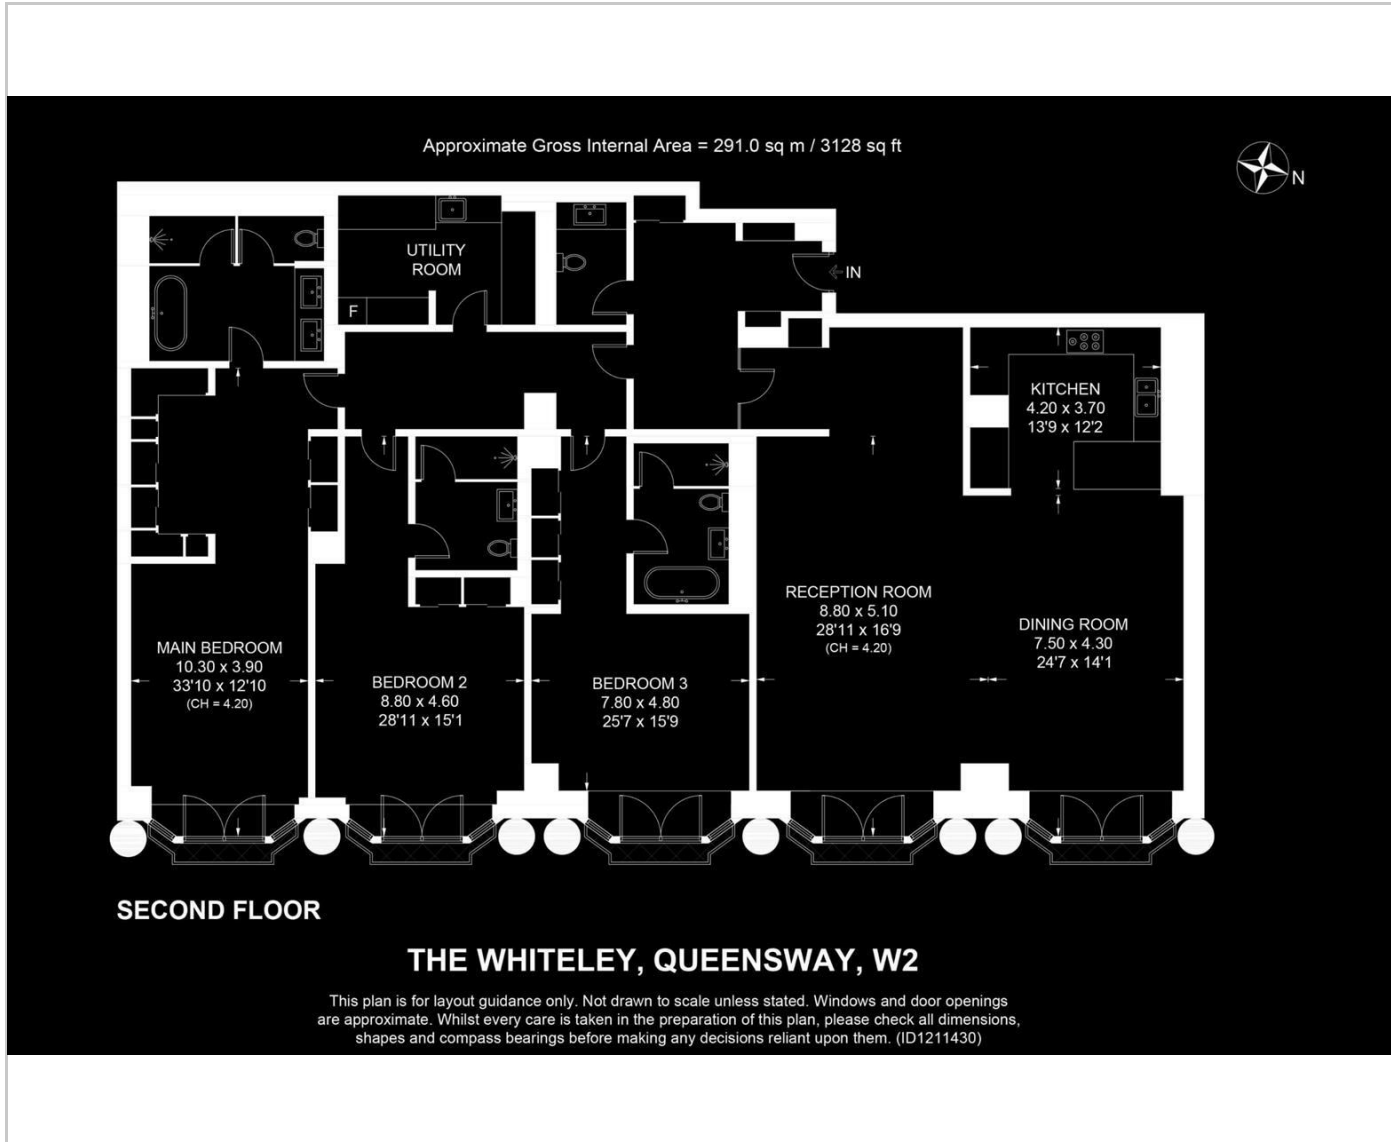 Approximate Gross Internal Area = 291.0 sq m / 3128 sq ft
N
IN
UTILITY
ROOM
F
KITCHEN
4.20 x 3.70
13'9 x 12'2
RECEPTION ROOM
8.80 x 5.10
28'11 x 16'9
(CH = 4.20)
DINING ROOM
7.50 x 4.30
24'7 x 14'1
MAIN BEDROOM
10.30 x 3.90
33'10 x 12'10
(CH = 4.20)
BEDROOM 2
8.80 x 4.60
28'11 x 15'1
BEDROOM 3
7.80 x 4.80
25'7 x 15'9
SECOND FLOOR
THE WHITELEY, QUEENSWAY, W2
This plan is for layout guidance only. Not drawn to scale unless stated. Windows and door openings
are approximate. Whilst every care is taken in the preparation of this plan, please check all dimensions,
shapes and compass bearings before making any decisions reliant upon them. (ID1211430)